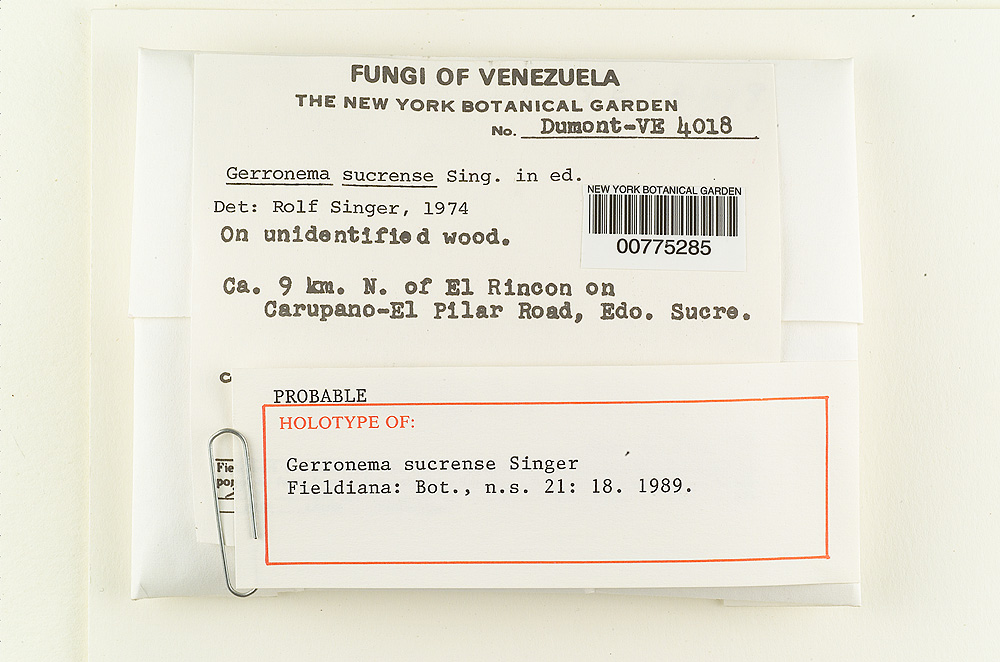 FUNGI OF VENEZUELA
THE NEW YORK BOTANICAL GARDEN
No. Dumont-VE 4018
Gerronema sucrense Sing. in ed.
NEW YORK BOTANICAL GARDEN
00775285
Det: Rolf Singer, 1974
On unidentified wood.
Ca. 9 km. N. of El Rincon on
Carupano-El Pilar Road, Edo. Sucre.
PROBABLE
HOLOTYPE OF:
Gerronema sucrense Singer
Fieldiana: Bot., n.s. 21: 18. 1989.